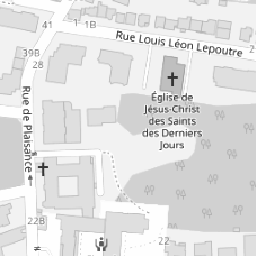 41
1-1B
Rue Louis Léon Lepoutre
39B
28
Rue de Plaisance
Église de
Jésus-Christ
des Saints
des Derniers
Jours
22B
22